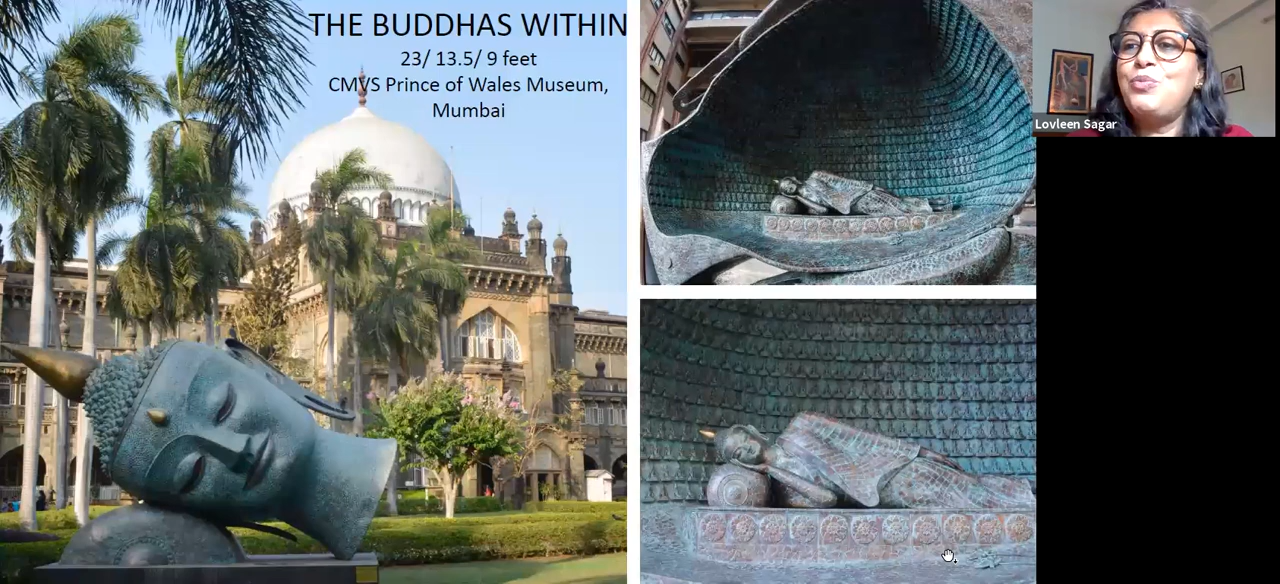 THE BUDDHAS WITHIN
23/ 13.5/ 9 feet
CMVS Prince of Wales Museum,
Mumbai
Lovleen Sagar